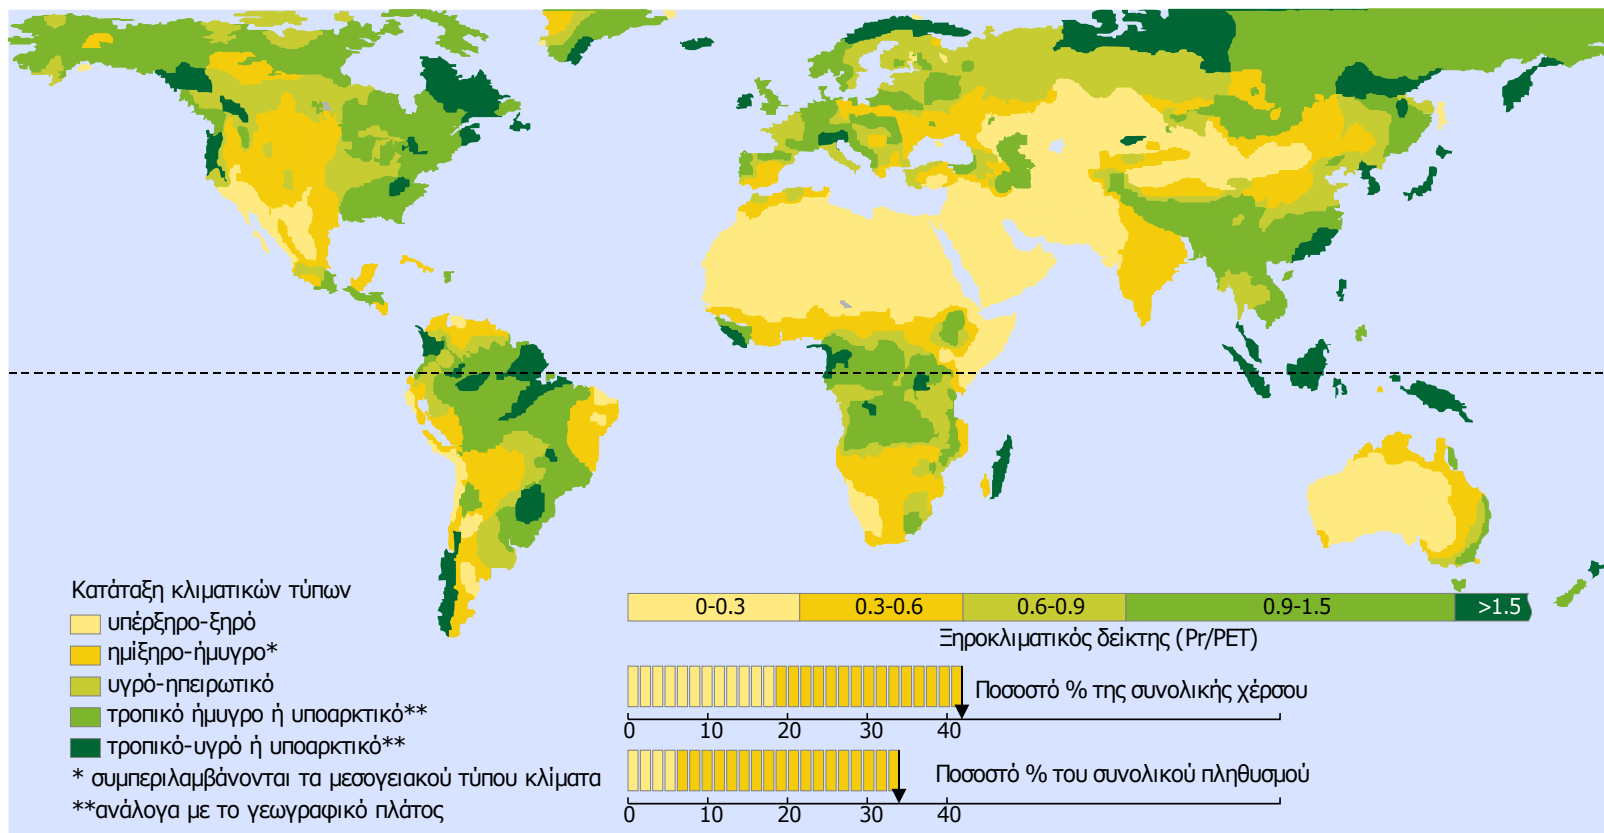 Κατάταξη κλιματικών τύπων
υπέρξηρο-ξηρό
ημίξηρο-ήμυγρο*
υγρό-ηπειρωτικό
τροπικό ήμυγρο ή υποαρκτικό**
τροπικό-υγρό ή υποαρκτικό**
* συμπεριλαμβάνονται τα μεσογειακού τύπου κλίματα
**ανάλογα με το γεωγραφικό πλάτος
0-0.3 0.3-0.6 0.6-0.9 0.9-1.5 >1.5
Ξηροκλιματικός δείκτης (Pr/PET)
Ποσοστό % της συνολικής χέρσου
0 10 20 30 40
Ποσοστό % του συνολικού πληθυσμού
0 10 20 30 40